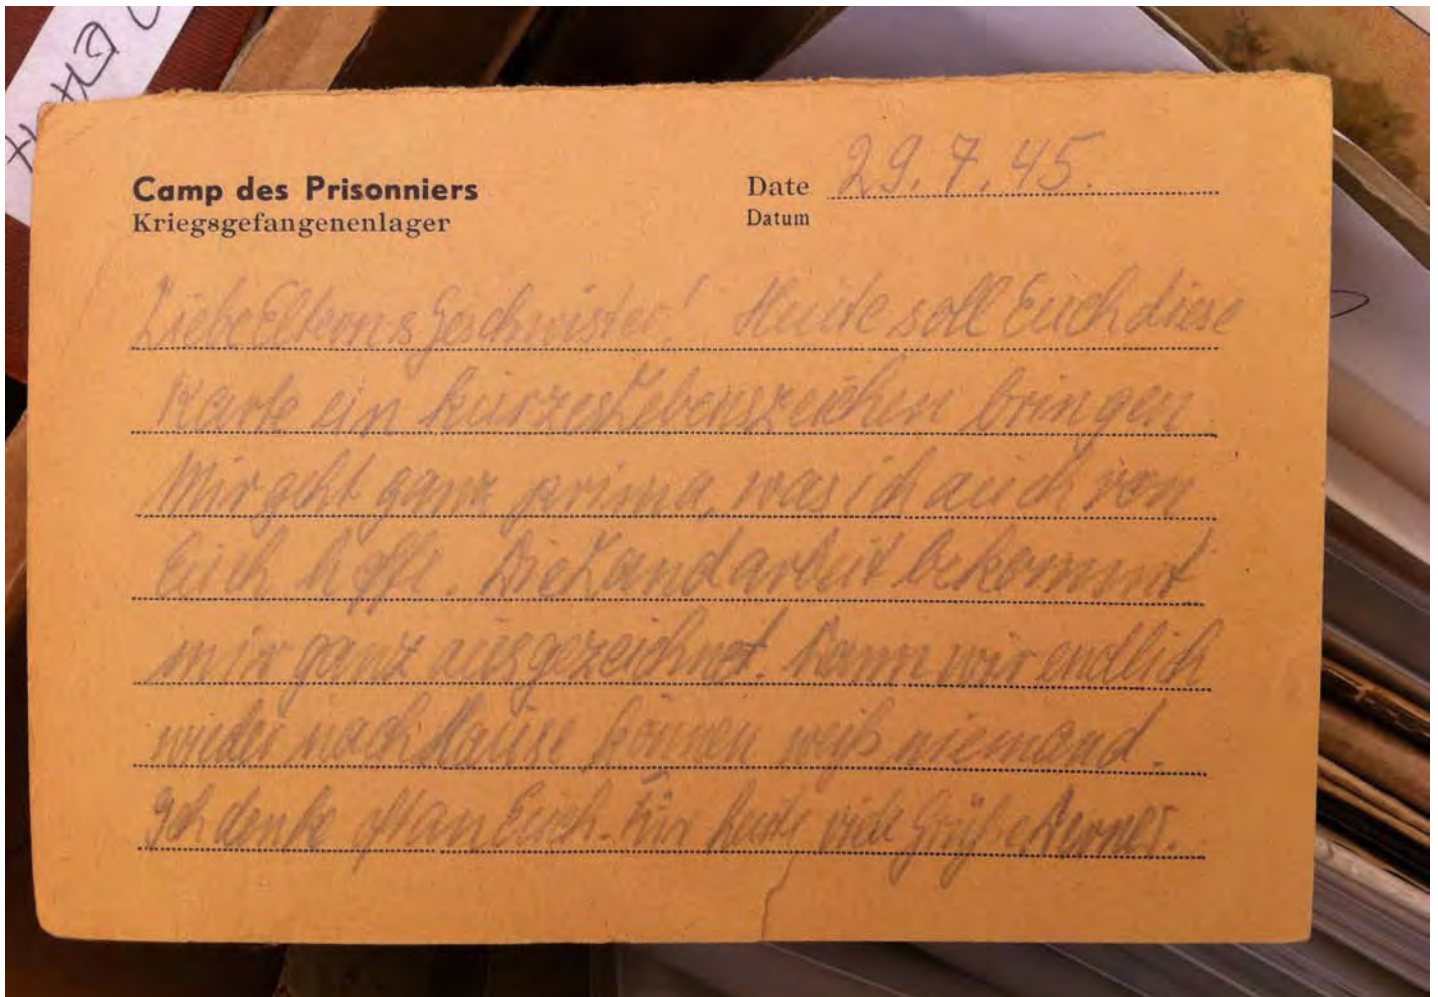 Camp des Prisonniers
Kriegsgefangenenlager
Date 29.7.45.
Datum
Liebe Eltern & Geschwister! Heute soll Euch diese
Karte ein kurzes Lebenszeichen bringen
Mir geht ganz prima, was ich auch von
Euch hoffe. Die Landarbeit bekommt
mir ganz ausgezeichnet. Wann wir endlich
wieder nach Hause können weiß niemand.
Ich denke oft an Euch. Für heute viele Grüße Werner.